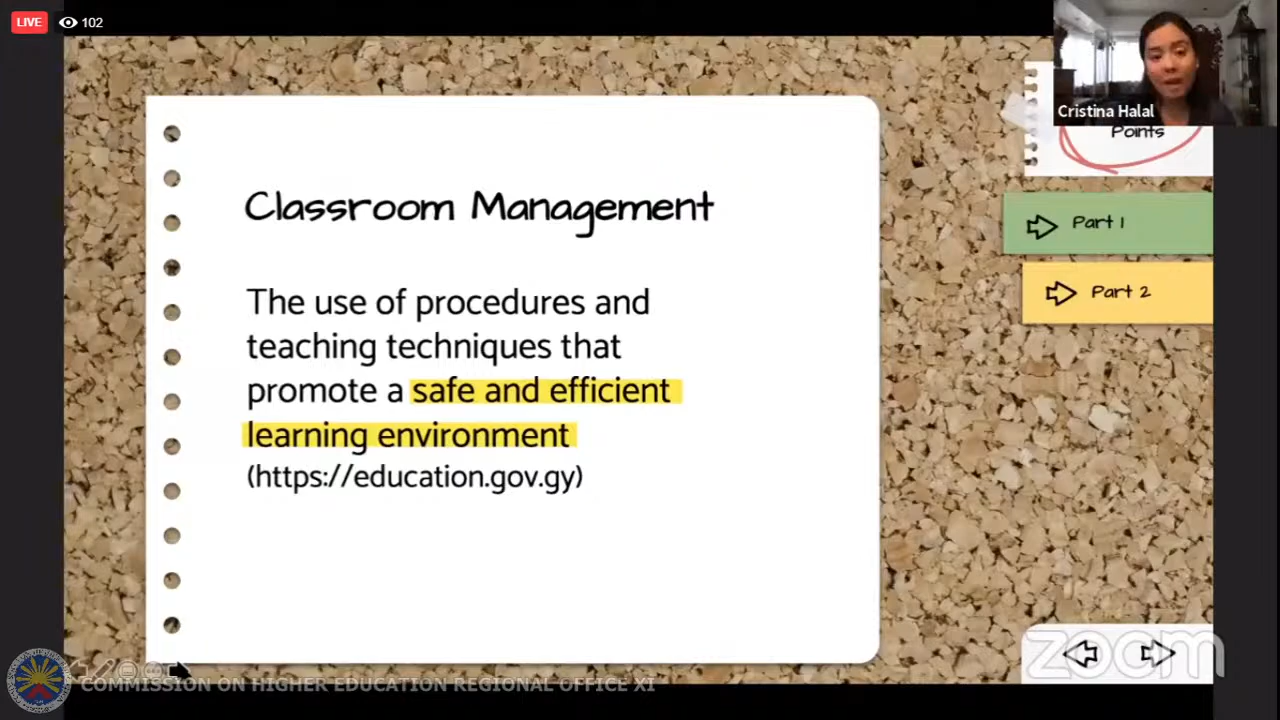 LIVE 102
Cristina Halal
Points
Classroom Management
Part 1
Part 2
The use of procedures and
teaching techniques that
promote a safe and efficient
learning environment
(https://education.gov.gy)
zoom
COMMISSION ON HIGHER EDUCATION REGIONAL OFFICE XI